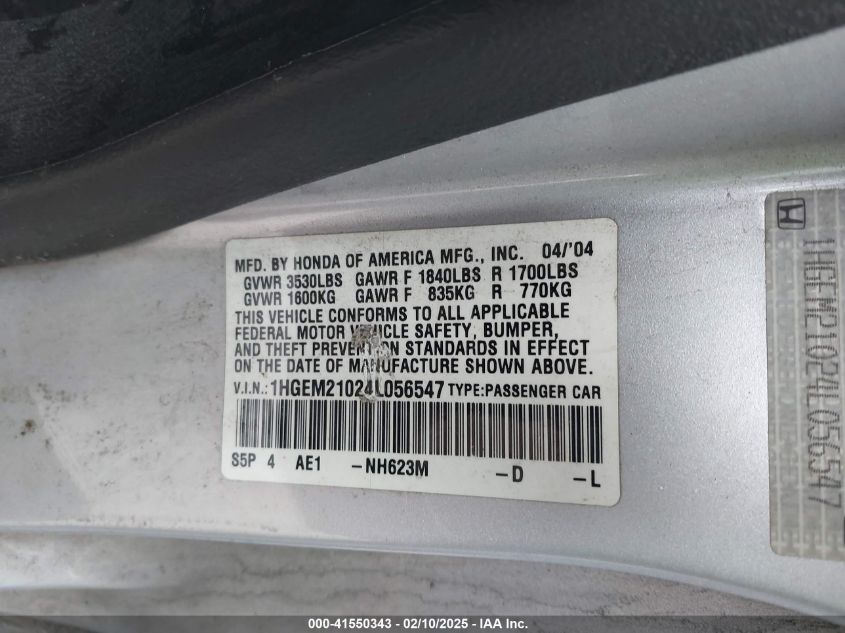 MFD. BY HONDA OF AMERICA MFG., INC. 04/'04
GVWR 3530LBS GAWR F 1840LBS R 1700LBS
GVWR 1600KG GAWR F 835KG R 770KG
THIS VEHICLE CONFORMS TO ALL APPLICABLE
FEDERAL MOTOR VEHICLE SAFETY, BUMPER,
AND THEFT PREVENTION STANDARDS IN EFFECT
ON THE DATE OF MANUFACTURE SHOWN ABOVE.
V.I.N.: 1HGEM21024L056547 TYPE:PASSENGER CAR
S5P 4 AE1 -NH623M -D -L
1HGEM21024L056547
000-41550343 - 02/10/2025 - IAA Inc.